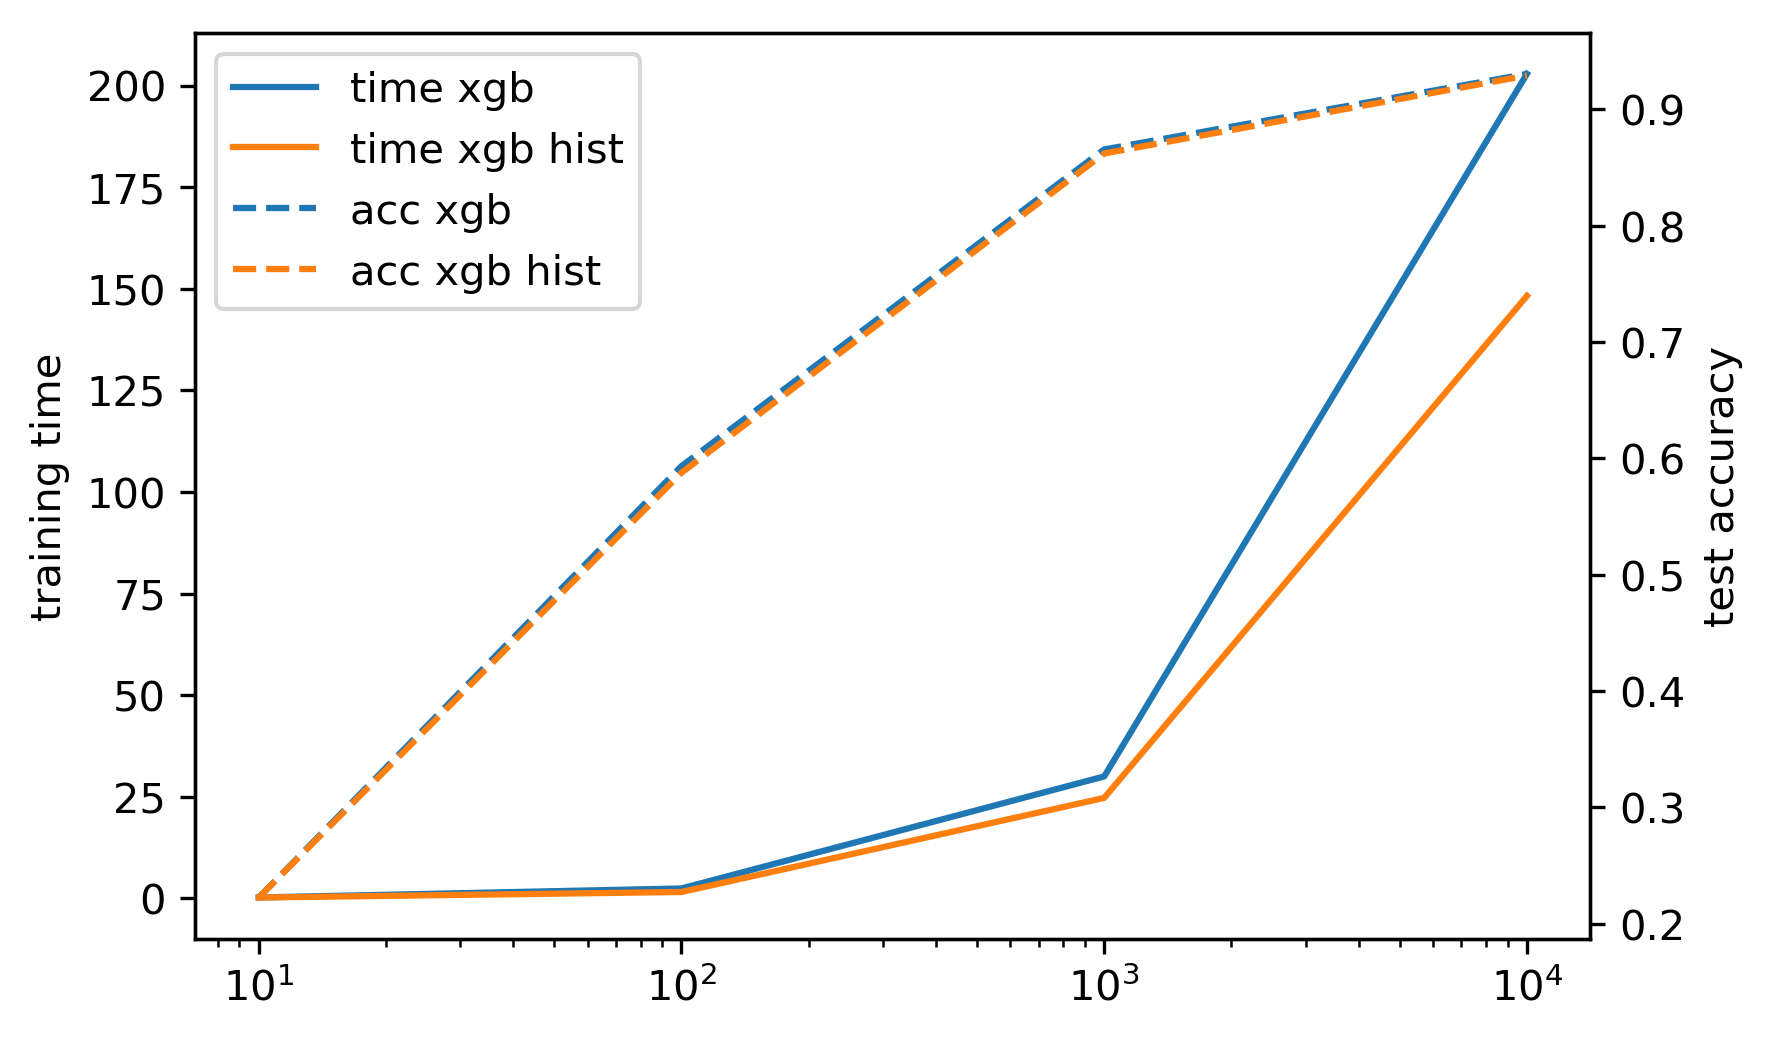 time xgb
time xgb hist
acc xgb
acc xgb hist
training time
200
175
150
125
100
75
50
25
0
test accuracy
0.9
0.8
0.7
0.6
0.5
0.4
0.3
0.2
10¹ 10² 10³ 10⁴